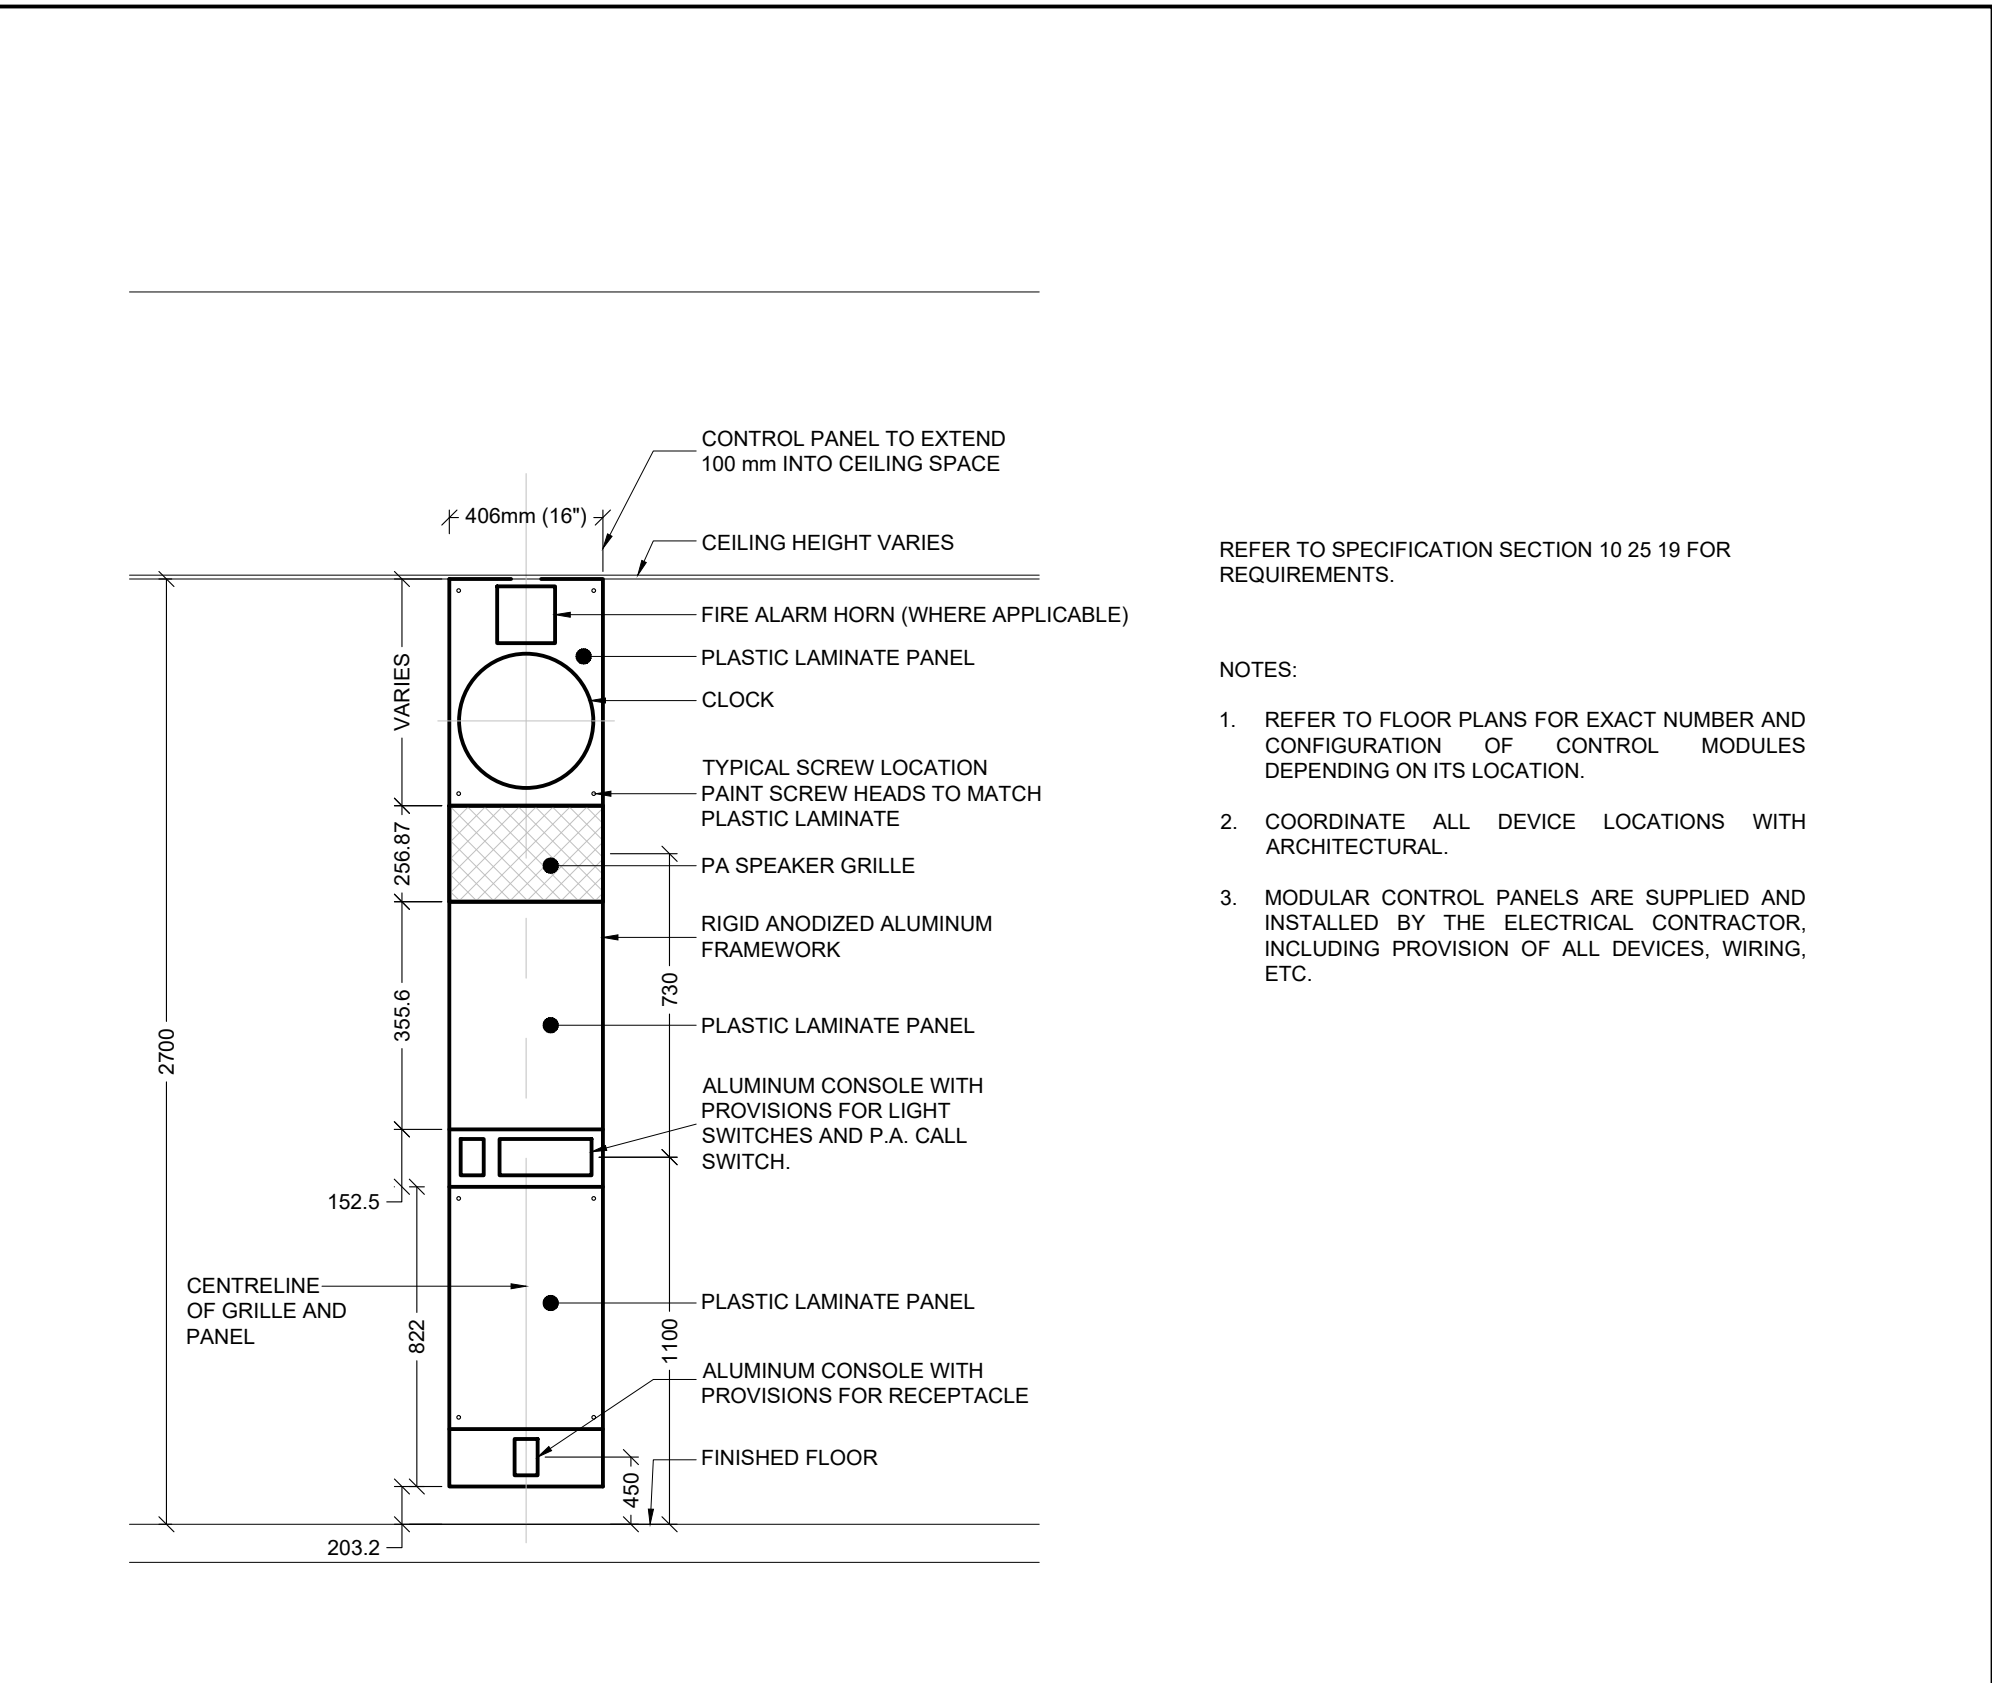 CONTROL PANEL TO EXTEND
100 mm INTO CEILING SPACE
406mm (16")
CEILING HEIGHT VARIES
FIRE ALARM HORN (WHERE APPLICABLE)
PLASTIC LAMINATE PANEL
CLOCK
VARIES
TYPICAL SCREW LOCATION
PAINT SCREW HEADS TO MATCH
PLASTIC LAMINATE
256.87
PA SPEAKER GRILLE
RIGID ANODIZED ALUMINUM
FRAMEWORK
730
355.6
PLASTIC LAMINATE PANEL
2700
ALUMINUM CONSOLE WITH
PROVISIONS FOR LIGHT
SWITCHES AND P.A. CALL
SWITCH.
152.5
CENTRELINE
OF GRILLE AND
PANEL
822
PLASTIC LAMINATE PANEL
1100
ALUMINUM CONSOLE WITH
PROVISIONS FOR RECEPTACLE
FINISHED FLOOR
450
203.2
REFER TO SPECIFICATION SECTION 10 25 19 FOR
REQUIREMENTS.
NOTES:
1. REFER TO FLOOR PLANS FOR EXACT NUMBER AND
CONFIGURATION OF CONTROL MODULES
DEPENDING ON ITS LOCATION.
2. COORDINATE ALL DEVICE LOCATIONS WITH
ARCHITECTURAL.
3. MODULAR CONTROL PANELS ARE SUPPLIED AND
INSTALLED BY THE ELECTRICAL CONTRACTOR,
INCLUDING PROVISION OF ALL DEVICES, WIRING,
ETC.